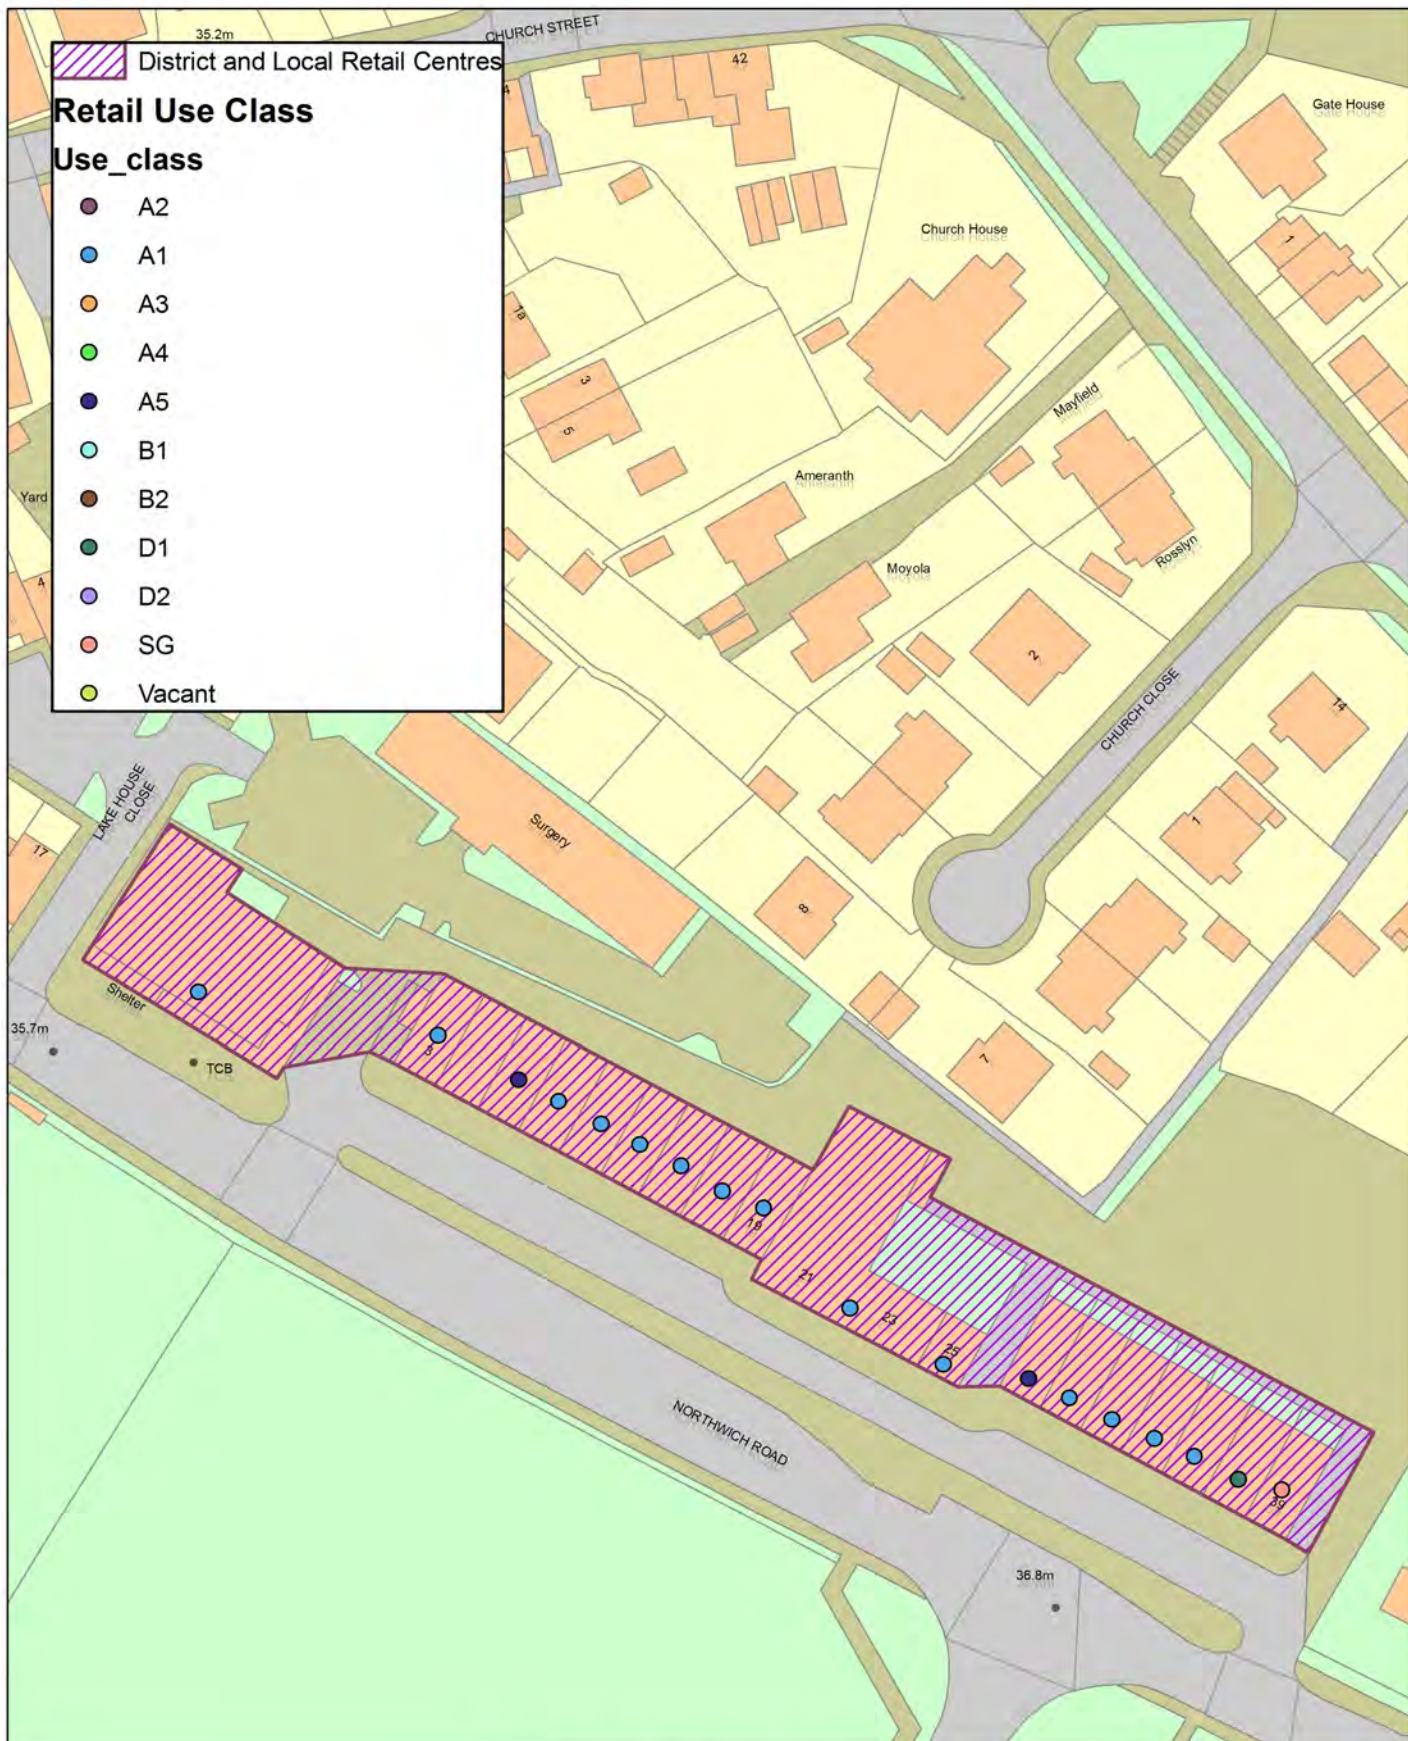 35.2m
CHURCH STREET
District and Local Retail Centres
Retail Use Class
Use_class
A2
A1
A3
A4
A5
B1
B2
D1
D2
SG
Vacant
4
42
Gate House
1
Church House
1a
3
5
Mayfield
Ameranth
Yard
Rosslyn
Moyola
4
2
CHURCH CLOSE
14
LAKE HOUSE
CLOSE
Surgery
1
17
8
Shelter
35.7m
TCB
3
7
19
21
23
25
NORTHWICH ROAD
39
36.8m